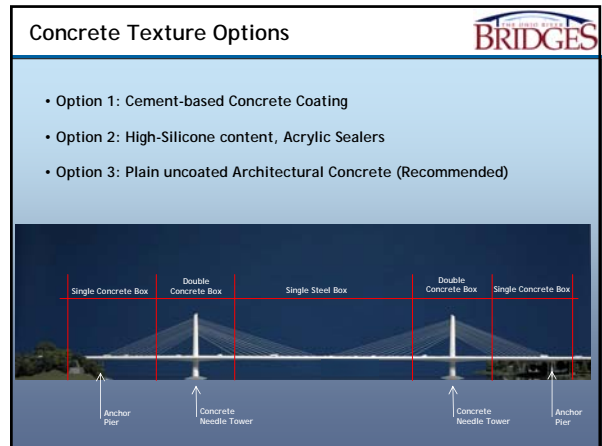 Concrete Texture Options
THE OHIO RIVER
BRIDGES
• Option 1: Cement-based Concrete Coating
• Option 2: High-Silicone content, Acrylic Sealers
• Option 3: Plain uncoated Architectural Concrete (Recommended)
Single Concrete Box
Double
Concrete Box
Single Steel Box
Double
Concrete Box
Single Concrete Box
Anchor
Pier
Concrete
Needle Tower
Concrete
Needle Tower
Anchor
Pier